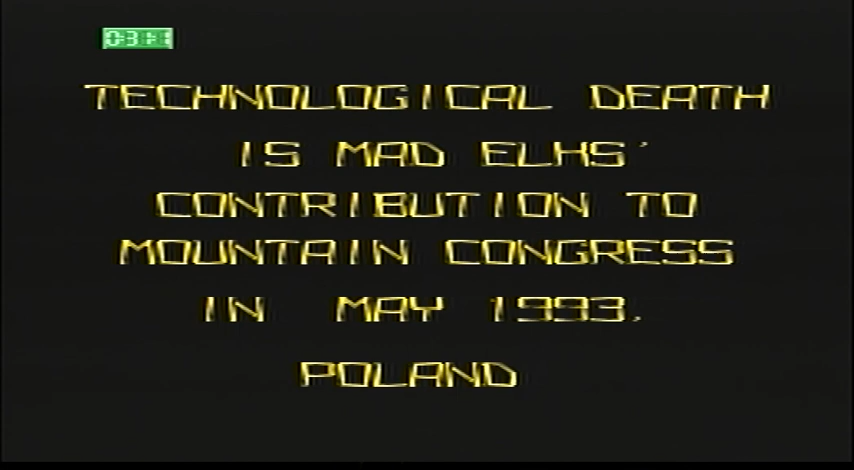 TECHNOLOGICAL DEATH
IS MAD ELKS'
CONTRIBUTION TO
MOUNTAIN CONGRESS
IN MAY 1993.
POLAND